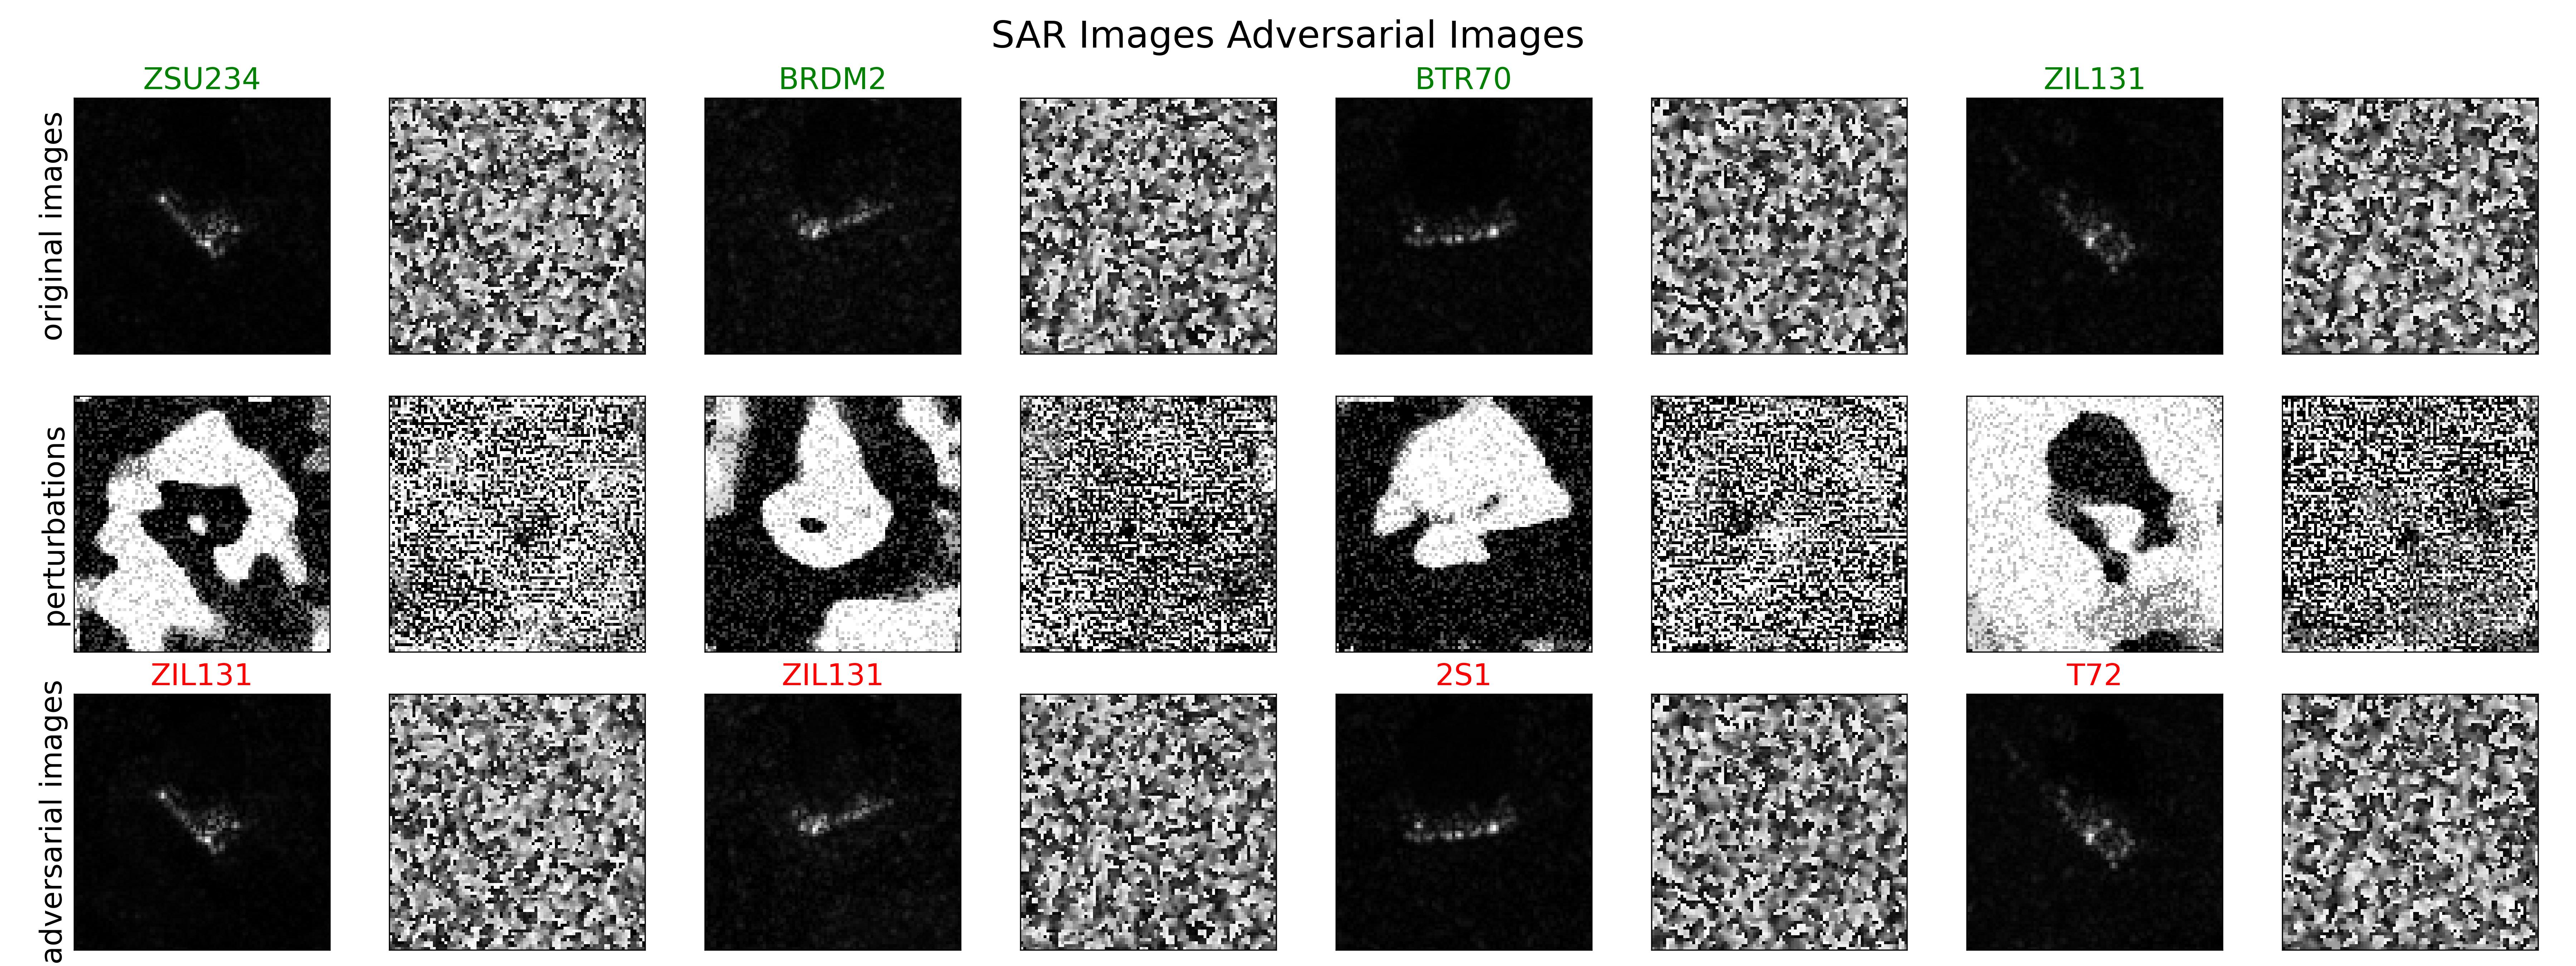 SAR Images Adversarial Images
ZSU234 BRDM2 BTR70 ZIL131
original images
perturbations
ZIL131 ZIL131 2S1 T72
adversarial images